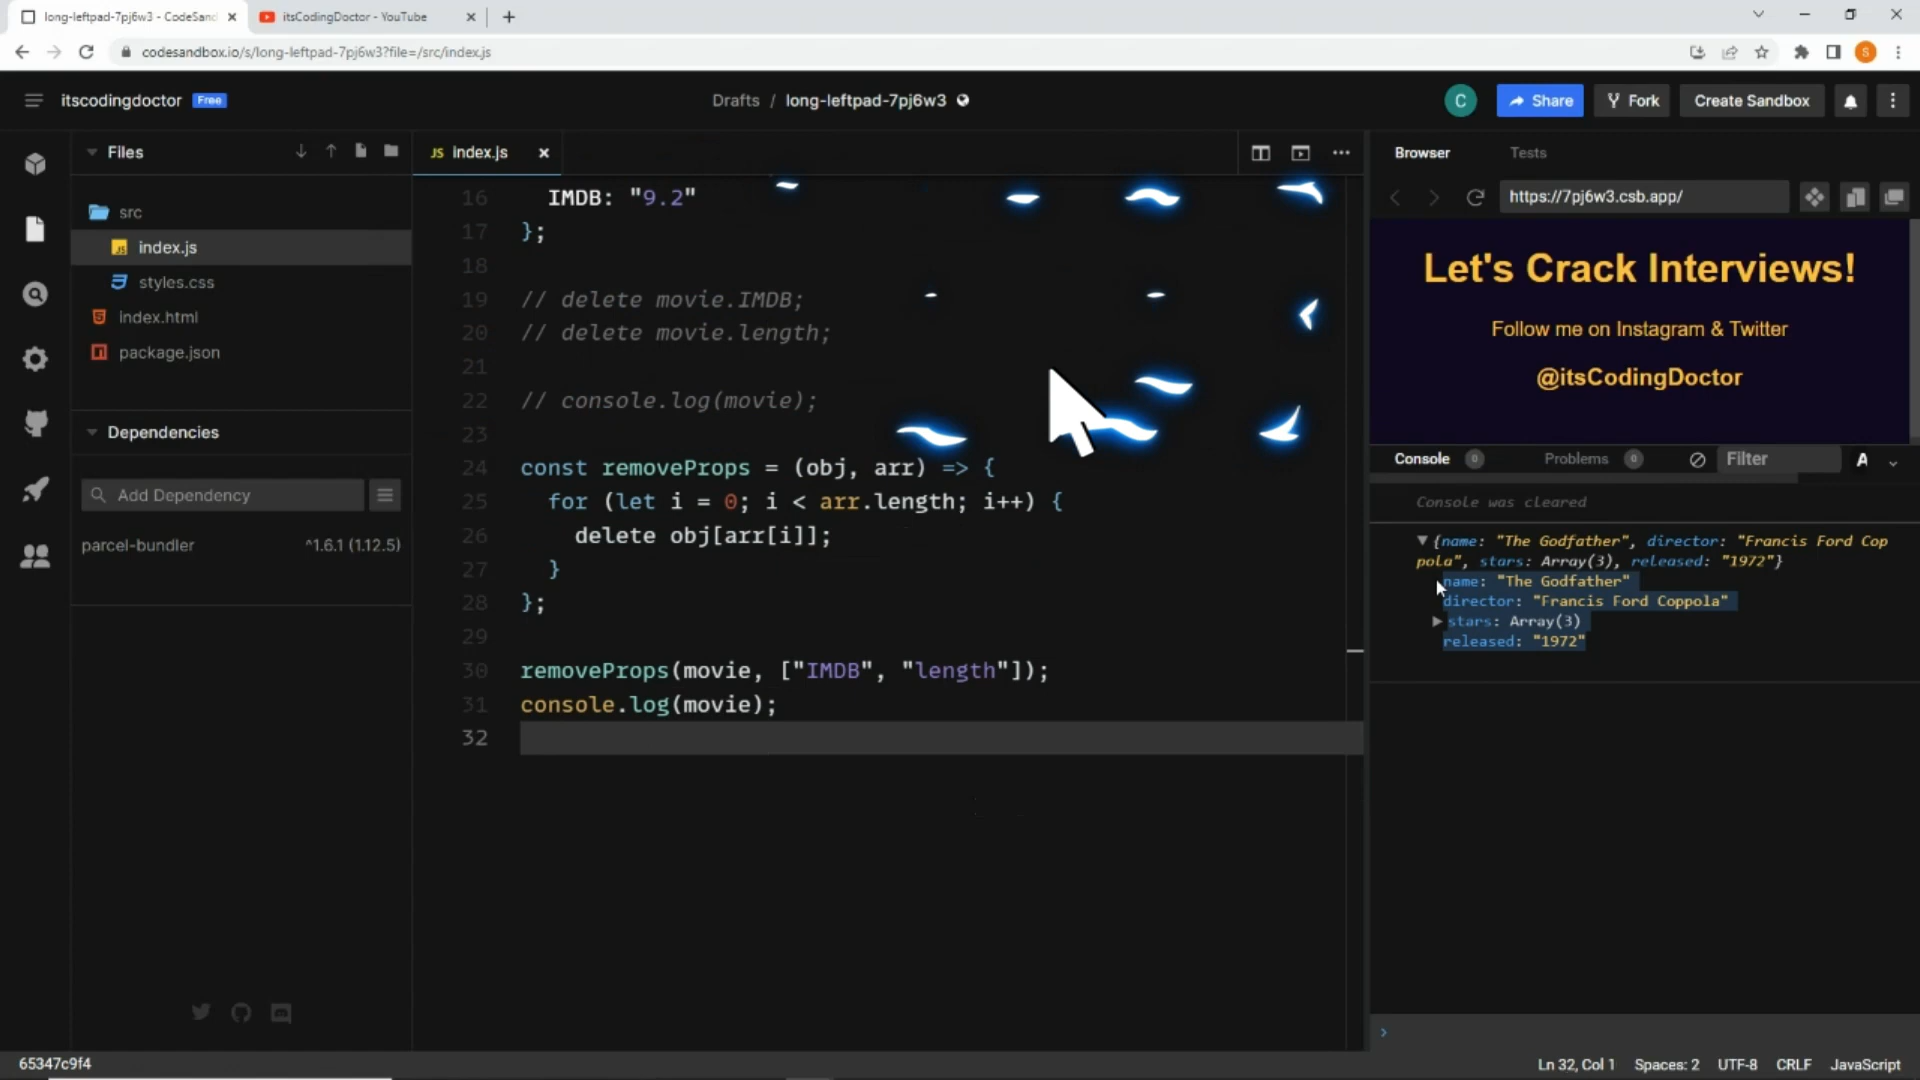 long-leftpad-7pj6w3 - CodeSand
itsCodingDoctor - YouTube
codesandbox.io/s/long-leftpad-7pj6w3?file=/src/index.js
S
itscodingdoctor Free
Drafts / long-leftpad-7pj6w3
C
Share
Fork
Create Sandbox
Files
src
index.js
styles.css
index.html
package.json
Dependencies
Add Dependency
parcel-bundler ^1.6.1 (1.12.5)
JS index.js
16 IMDB: "9.2"
17 };
18
19 // delete movie.IMDB;
20 // delete movie.length;
21
22 // console.log(movie);
23
24 const removeProps = (obj, arr) => {
25 for (let i = 0; i < arr.length; i++) {
26 delete obj[arr[i]];
27 }
28 };
29
30 removeProps(movie, ["IMDB", "length"]);
31 console.log(movie);
32
Browser Tests
https://7pj6w3.csb.app/
Let's Crack Interviews!
Follow me on Instagram & Twitter
@itsCodingDoctor
Console 0 Problems 0 Filter A
Console was cleared
{name: "The Godfather", director: "Francis Ford Cop
pola", stars: Array(3), released: "1972"}
name: "The Godfather"
director: "Francis Ford Coppola"
stars: Array(3)
released: "1972"
65347c9f4
Ln 32, Col 1 Spaces: 2 UTF-8 CRLF JavaScript